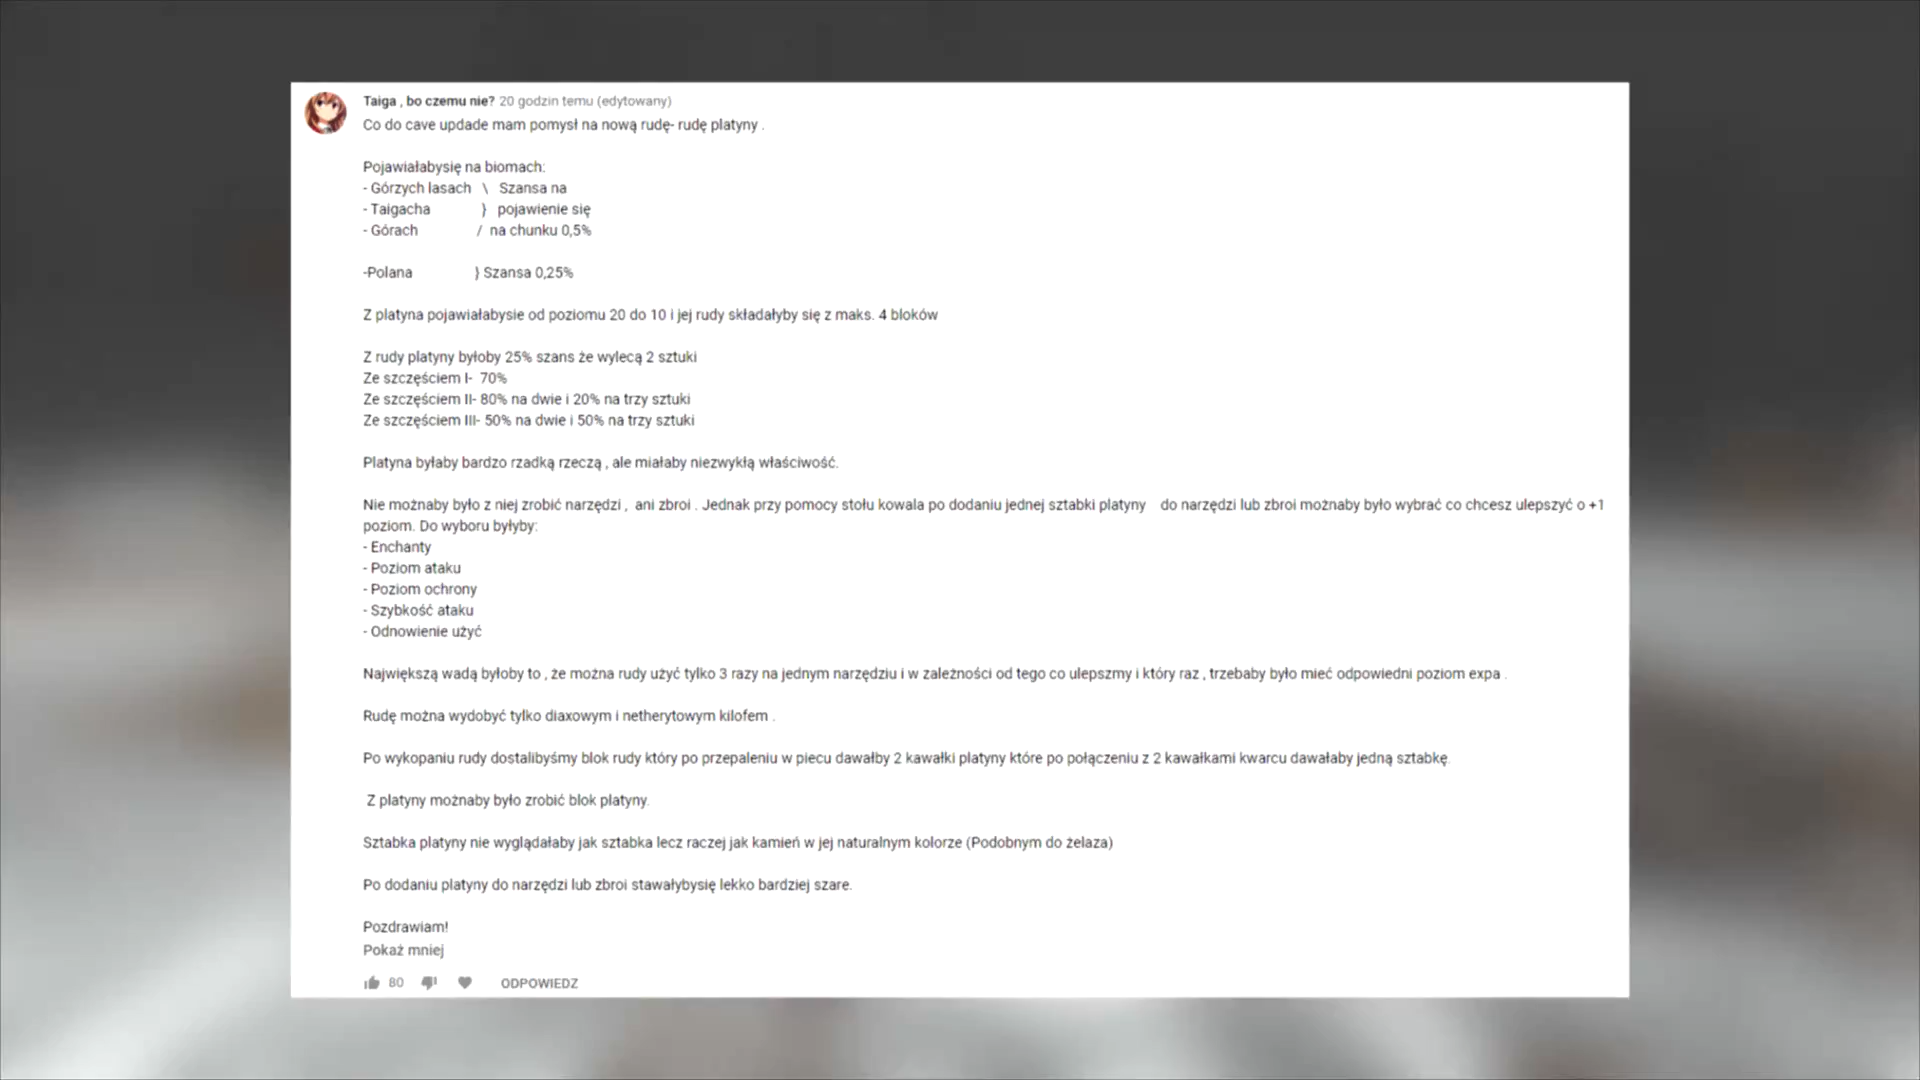 Taiga , bo czemu nie? 20 godzin temu (edytowany)
Co do cave updade mam pomysł na nową rudę- rudę platyny .
Pojawiałabysię na biomach:
- Górzych lasach \ Szansa na
- Taigacha } pojawienie się
- Górach / na chunku 0,5%
-Polana } Szansa 0,25%
Z platyna pojawiałabysie od poziomu 20 do 10 i jej rudy składałyby się z maks. 4 bloków
Z rudy platyny byłoby 25% szans że wylecą 2 sztuki
Ze szczęściem I- 70%
Ze szczęściem II- 80% na dwie i 20% na trzy sztuki
Ze szczęściem III- 50% na dwie i 50% na trzy sztuki
Platyna byłaby bardzo rzadką rzeczą , ale miałaby niezwykłą właściwość.
Nie możnaby było z niej zrobić narzędzi , ani zbroi . Jednak przy pomocy stołu kowala po dodaniu jednej sztabki platyny do narzędzi lub zbroi możnaby było wybrać co chcesz ulepszyć o +1
poziom. Do wyboru byłyby:
- Enchanty
- Poziom ataku
- Poziom ochrony
- Szybkość ataku
- Odnowienie użyć
Największą wadą byłoby to , że można rudy użyć tylko 3 razy na jednym narzędziu i w zależności od tego co ulepszmy i który raz , trzebaby było mieć odpowiedni poziom expa .
Rudę można wydobyć tylko diaxowym i netherytowym kilofem .
Po wykopaniu rudy dostalibyśmy blok rudy który po przepaleniu w piecu dawałby 2 kawałki platyny które po połączeniu z 2 kawałkami kwarcu dawałaby jedną sztabkę.
Z platyny możnaby było zrobić blok platyny.
Sztabka platyny nie wyglądałaby jak sztabka lecz raczej jak kamień w jej naturalnym kolorze (Podobnym do żelaza)
Po dodaniu platyny do narzędzi lub zbroi stawałybysię lekko bardziej szare.
Pozdrawiam!
Pokaż mniej
80 ODPOWIEDZ